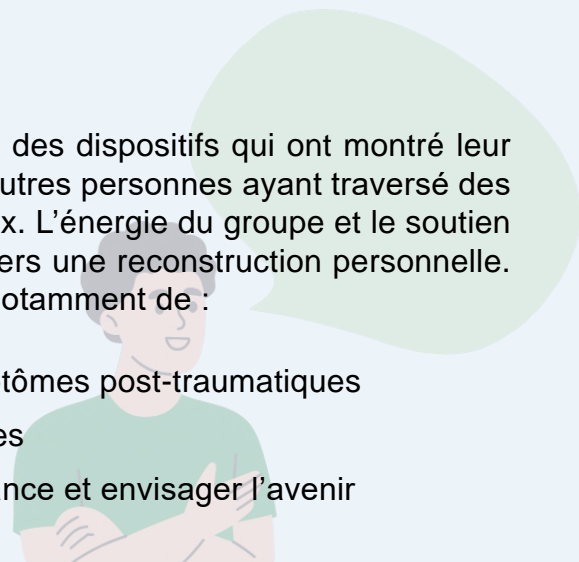 des dispositifs qui ont montré leur
utres personnes ayant traversé des
x. L’énergie du groupe et le soutien
ers une reconstruction personnelle.
otamment de :
tômes post-traumatiques
es
nce et envisager l’avenir